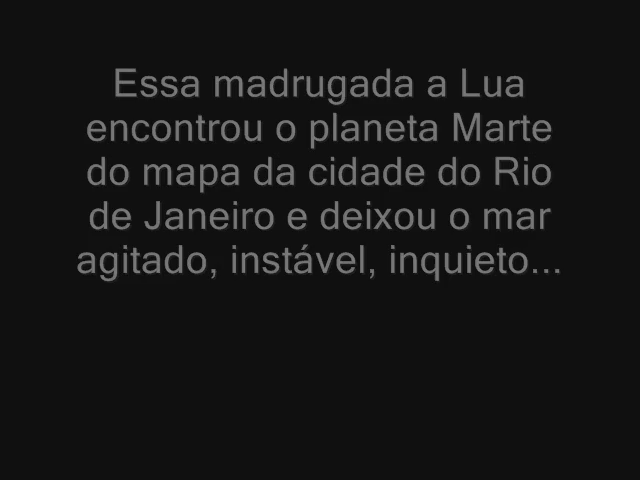 Essa madrugada a Lua
encontrou o planeta Marte
do mapa da cidade do Rio
de Janeiro e deixou o mar
agitado, instável, inquieto...